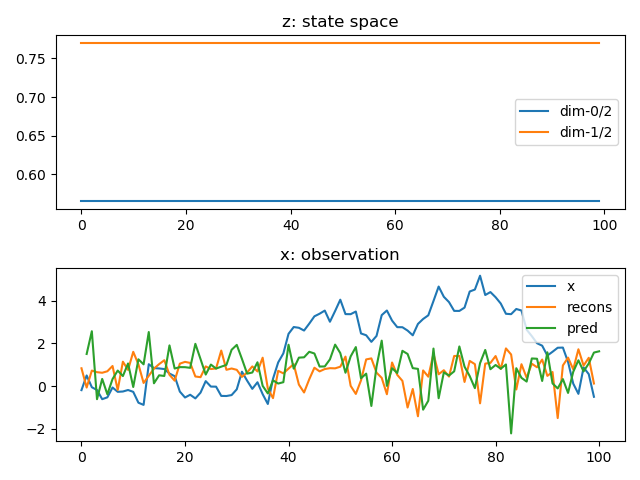 z: state space
0.75
0.70
0.65
0.60
dim-0/2
dim-1/2
0 20 40 60 80 100
x: observation
4
2
0
−2
x
recons
pred
0 20 40 60 80 100